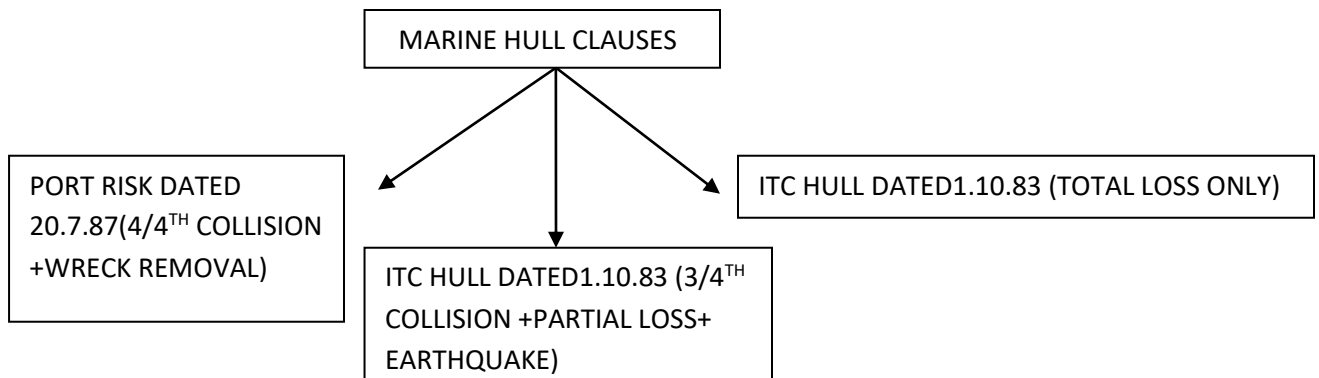 MARINE HULL CLAUSES
PORT RISK DATED
20.7.87(4/4TH COLLISION
+WRECK REMOVAL)
ITC HULL DATED1.10.83 (3/4TH
COLLISION +PARTIAL LOSS+
EARTHQUAKE)
ITC HULL DATED1.10.83 (TOTAL LOSS ONLY)